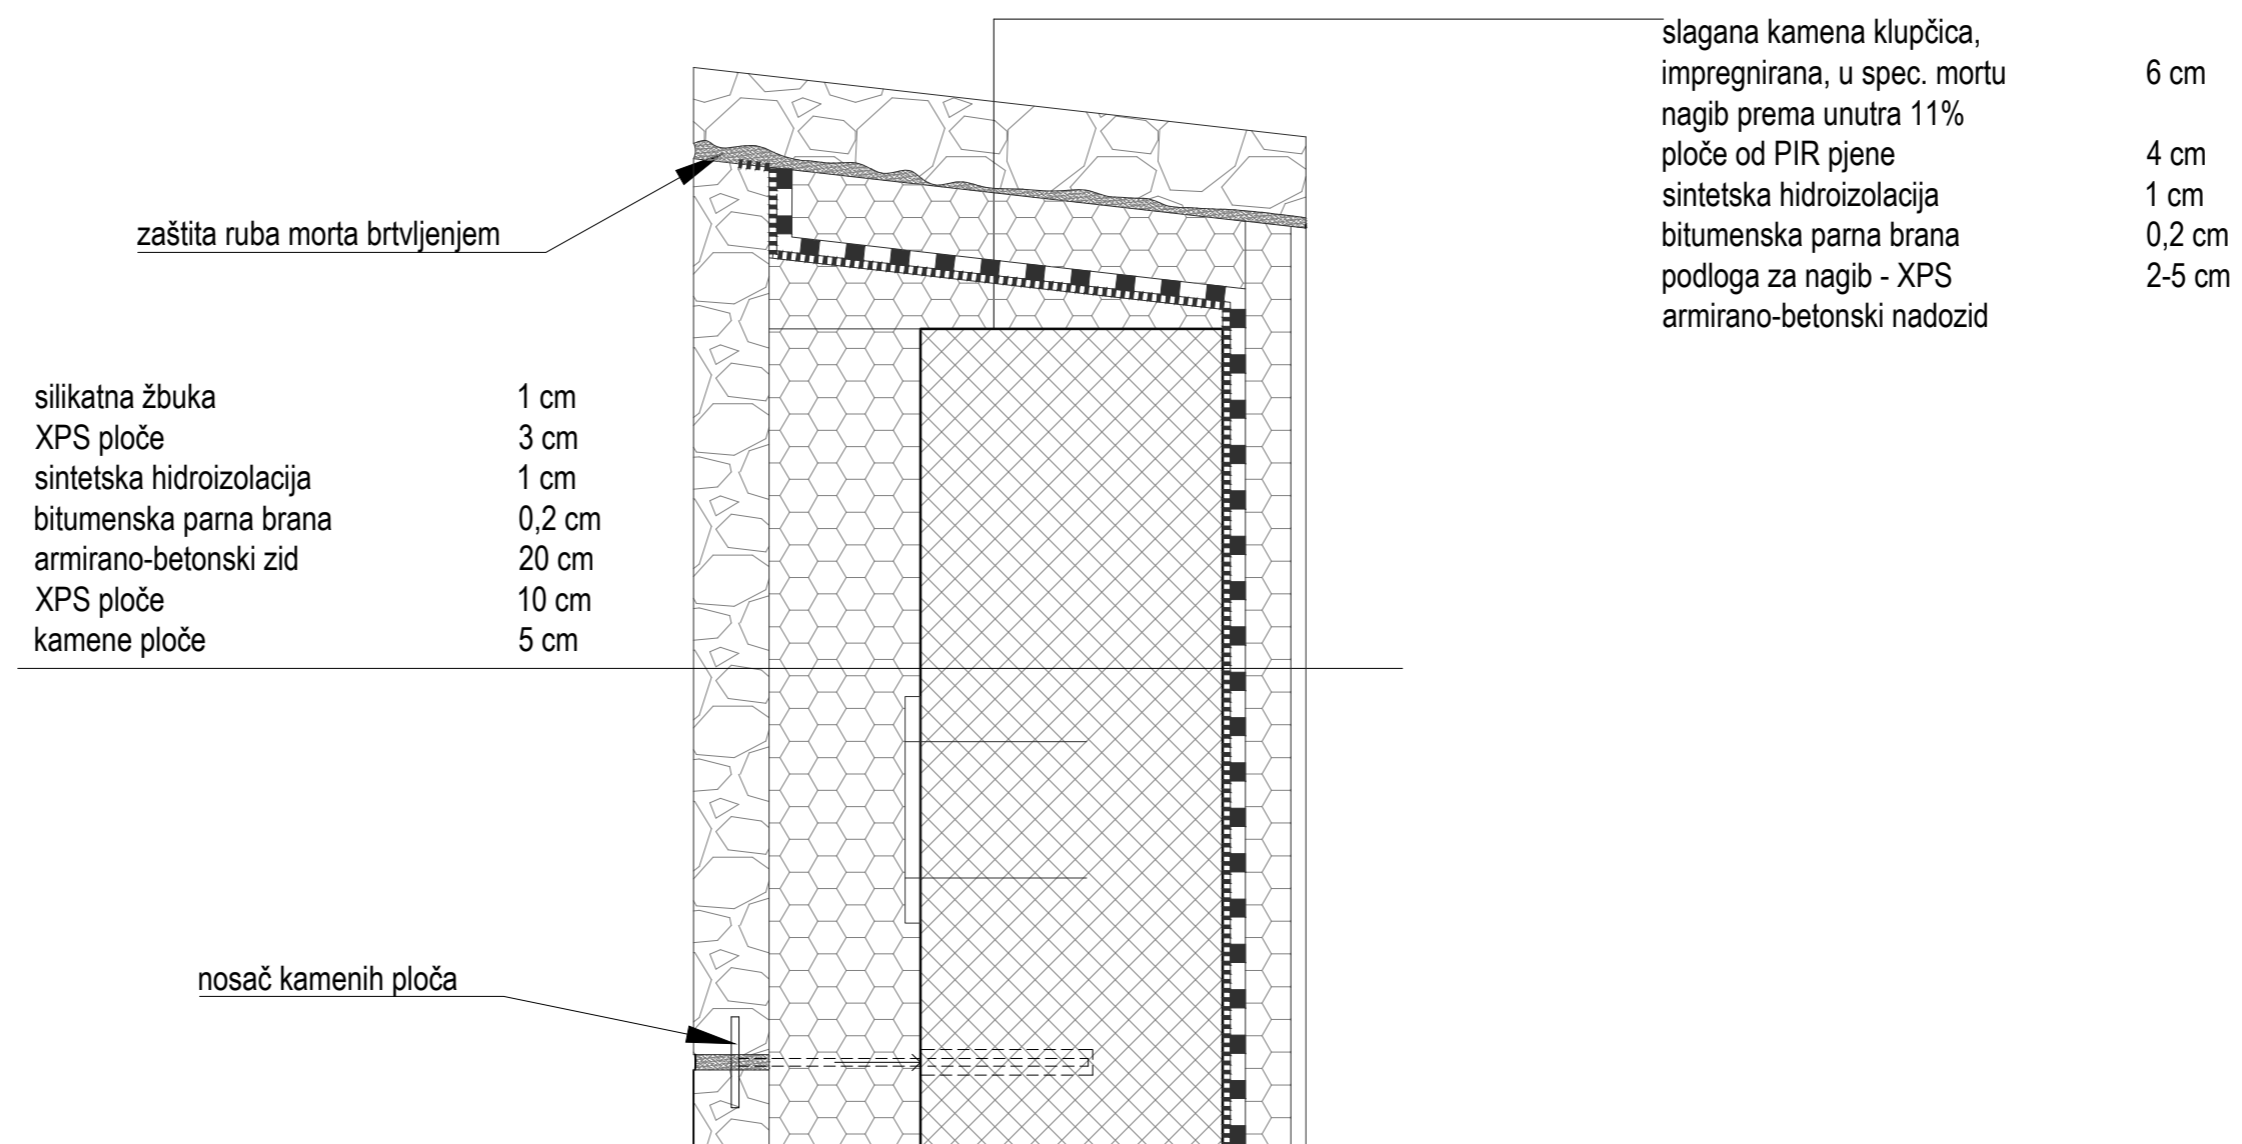 slagana kamena klupčica,
impregnirana, u spec. mortu 6 cm
nagib prema unutra 11%
ploče od PIR pjene 4 cm
sintetska hidroizolacija 1 cm
bitumenska parna brana 0,2 cm
podloga za nagib - XPS 2-5 cm
armirano-betonski nadozid
zaštita ruba morta brtvljenjem
silikatna žbuka 1 cm
XPS ploče 3 cm
sintetska hidroizolacija 1 cm
bitumenska parna brana 0,2 cm
armirano-betonski zid 20 cm
XPS ploče 10 cm
kamene ploče 5 cm
nosač kamenih ploča